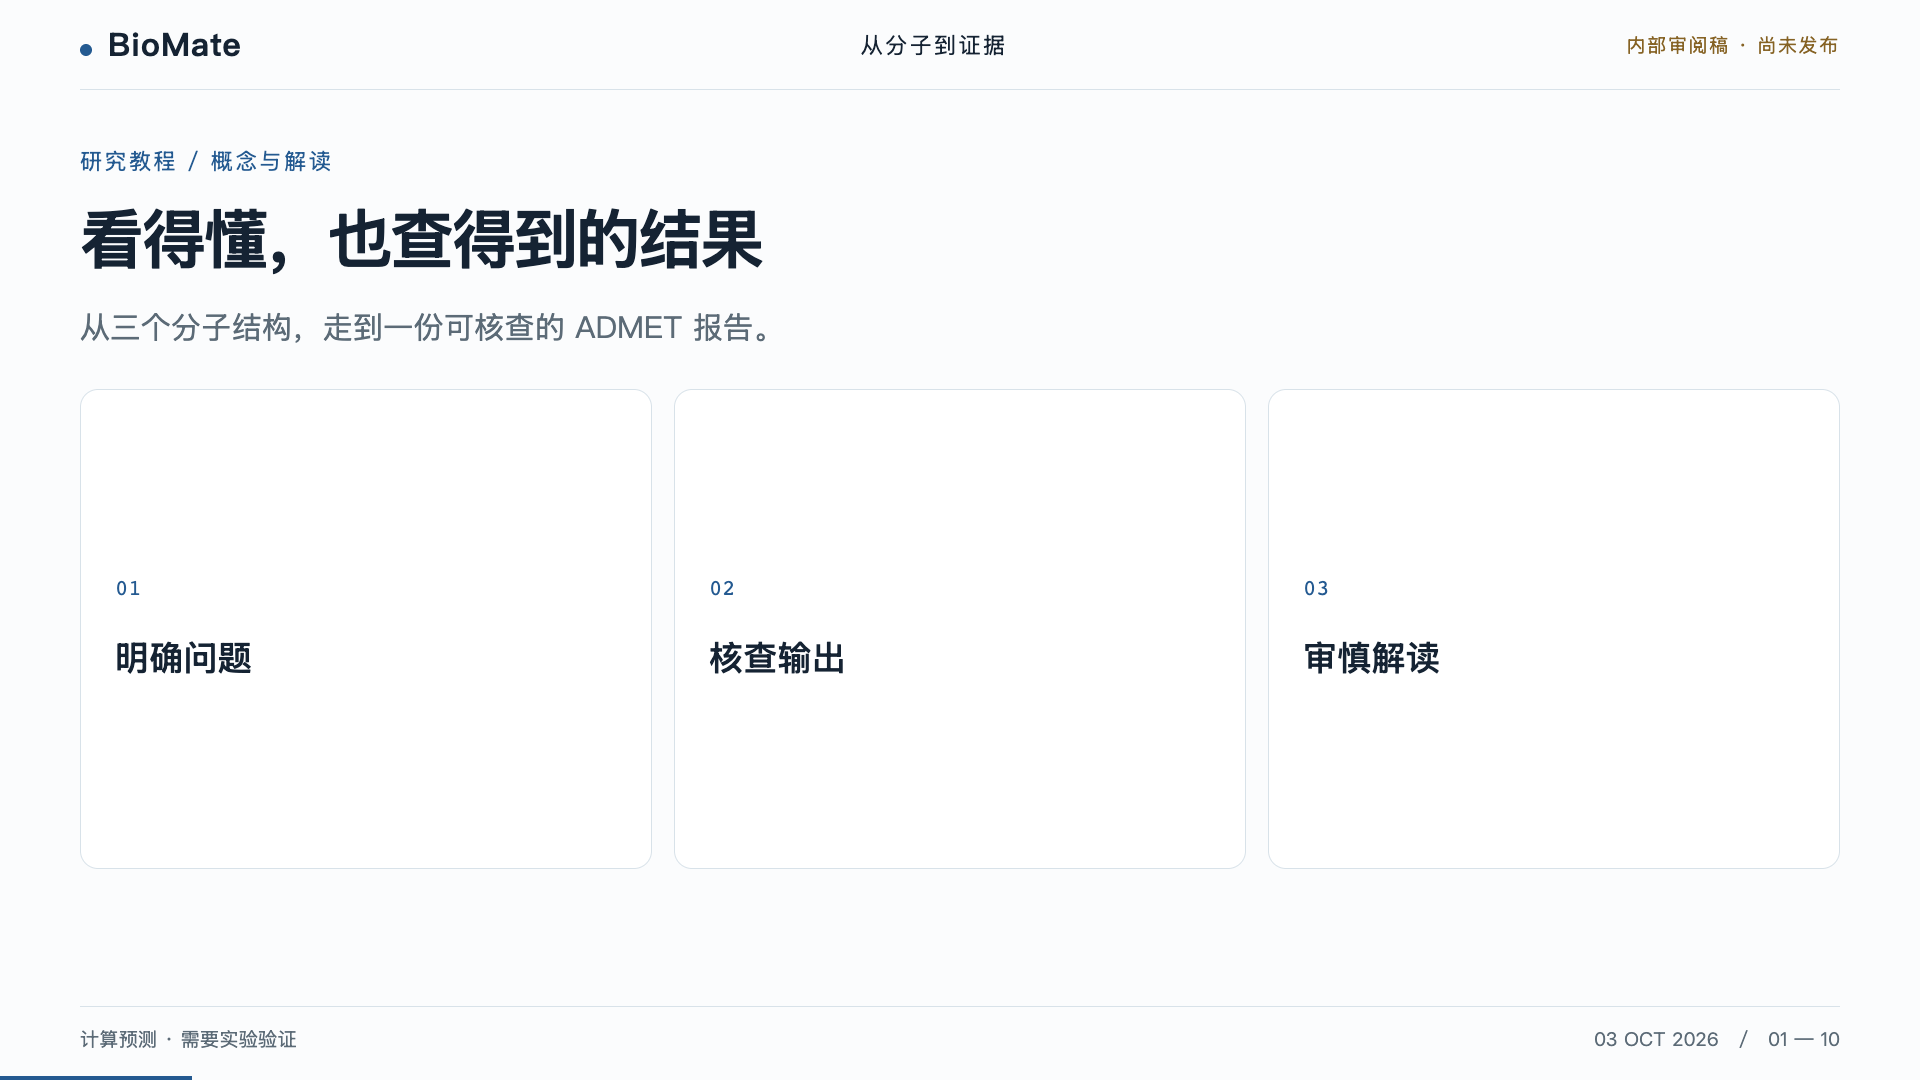 BioMate
从分子到证据
内部审阅稿 · 尚未发布
研究教程 / 概念与解读
看得懂，也查得到的结果
从三个分子结构，走到一份可核查的 ADMET 报告。
01
明确问题
02
核查输出
03
审慎解读
计算预测 · 需要实验验证
03 OCT 2026 / 01 — 10